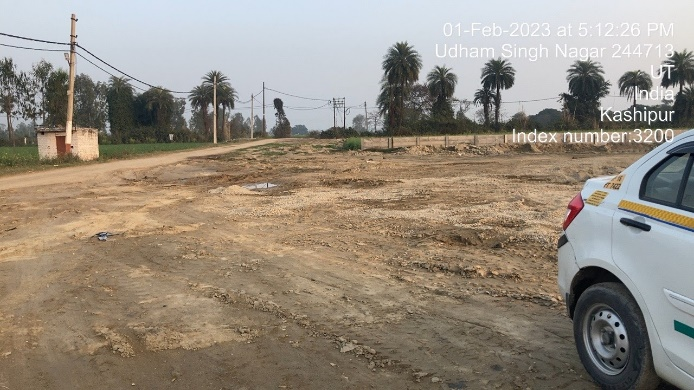 01-Feb-2023 at 5:12:26 PM
Udham Singh Nagar 244713
UT
India
Kashipur
Index number:3200